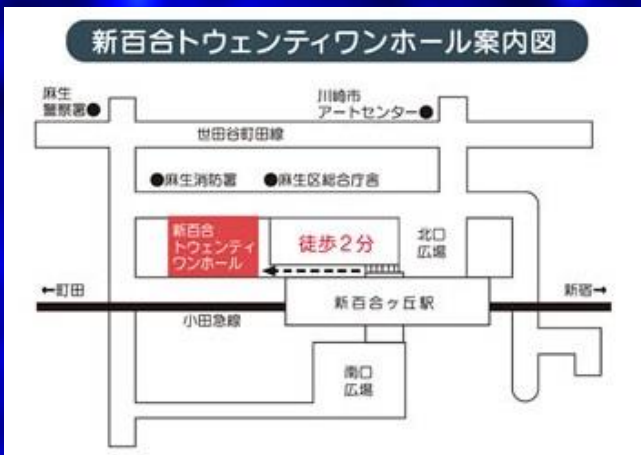 新百合トウェンティワンホール案内図
麻生
警察署●
川崎市
アートセンター●
世田谷町田線
●麻生消防署
●麻生区総合庁舎
新百合
トウェンティ
ワンホール
徒歩2分
北口
広場
←町田
新宿→
新百合ヶ丘駅
小田急線
南口
広場